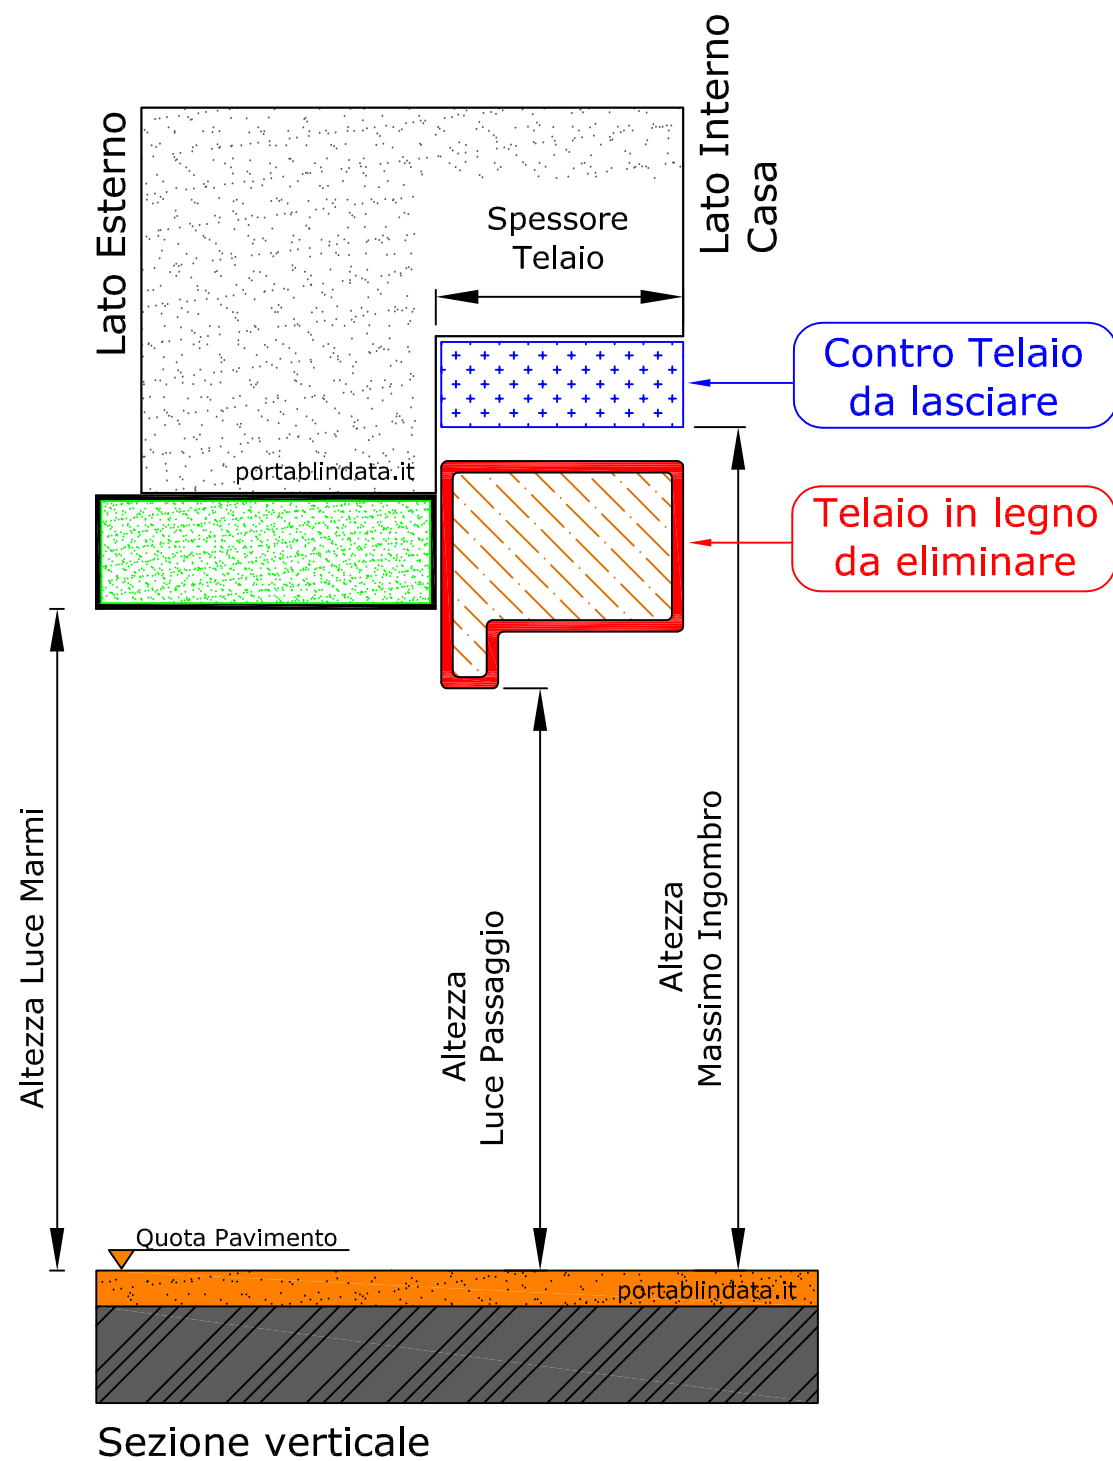 Lato Esterno
Lato Interno
Casa
Spessore
Telaio
Contro Telaio
da lasciare
portablindata.it
Telaio in legno
da eliminare
Altezza Luce Marmi
Altezza
Luce Passaggio
Altezza
Massimo Ingombro
Quota Pavimento
portablindata.it
Sezione verticale